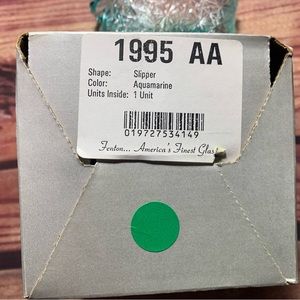 1995 AA
Shape: Slipper
Color: Aquamarine
Units Inside: 1 Unit
019727534149
Fenton... America's Finest Glass